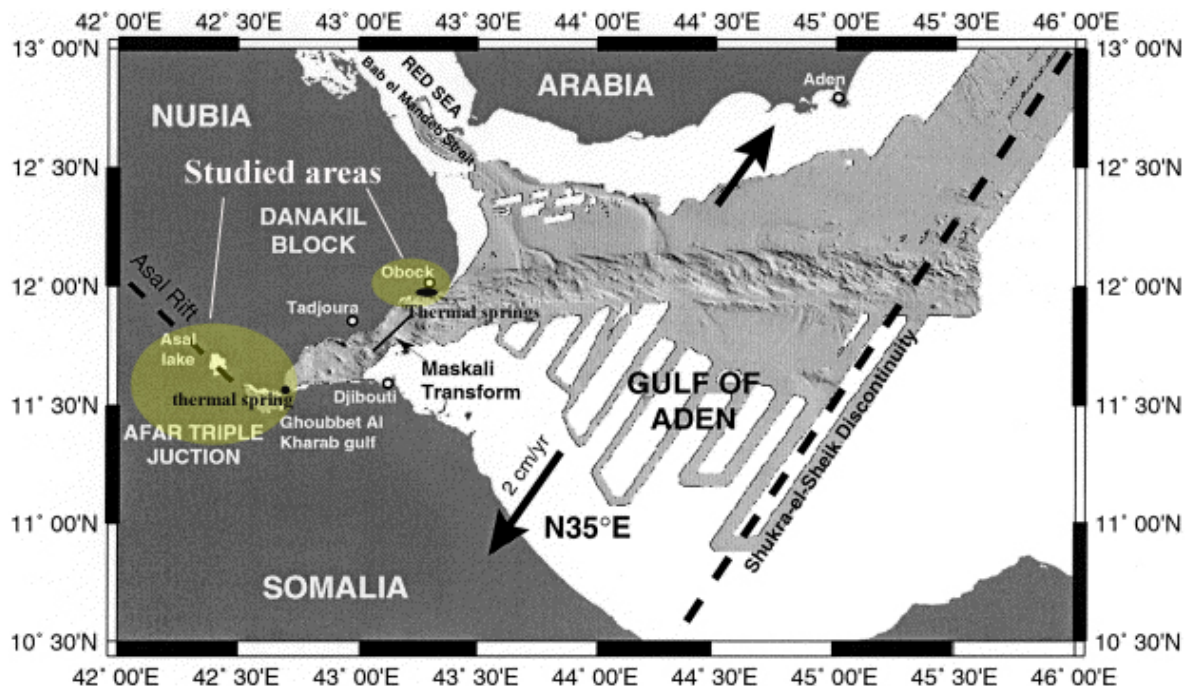 42° 00'E 42° 30'E 43° 00'E 43° 30'E 44° 00'E 44° 30'E 45° 00'E 45° 30'E 46° 00'E
13° 00'N
13° 00'N
RED SEA
Bab el Mandeb Strait
ARABIA
Aden
NUBIA
12° 30'N
12° 30'N
Studied areas
DANAKIL
BLOCK
Obock
12° 00'N
12° 00'N
Asal Rift
Tadjoura
Thermal springs
Asal
lake
Maskali
Transform
thermal spring
Djibouti
GULF OF
ADEN
11° 30'N
11° 30'N
Ghoubbet Al
Kharab gulf
AFAR TRIPLE
JUCTION
Shukra-el-Sheik Discontinuity
2 cm/yr
N35°E
11° 00'N
11° 00'N
SOMALIA
10° 30'N
10° 30'N
42° 00'E 42° 30'E 43° 00'E 43° 30'E 44° 00'E 44° 30'E 45° 00'E 45° 30'E 46° 00'E